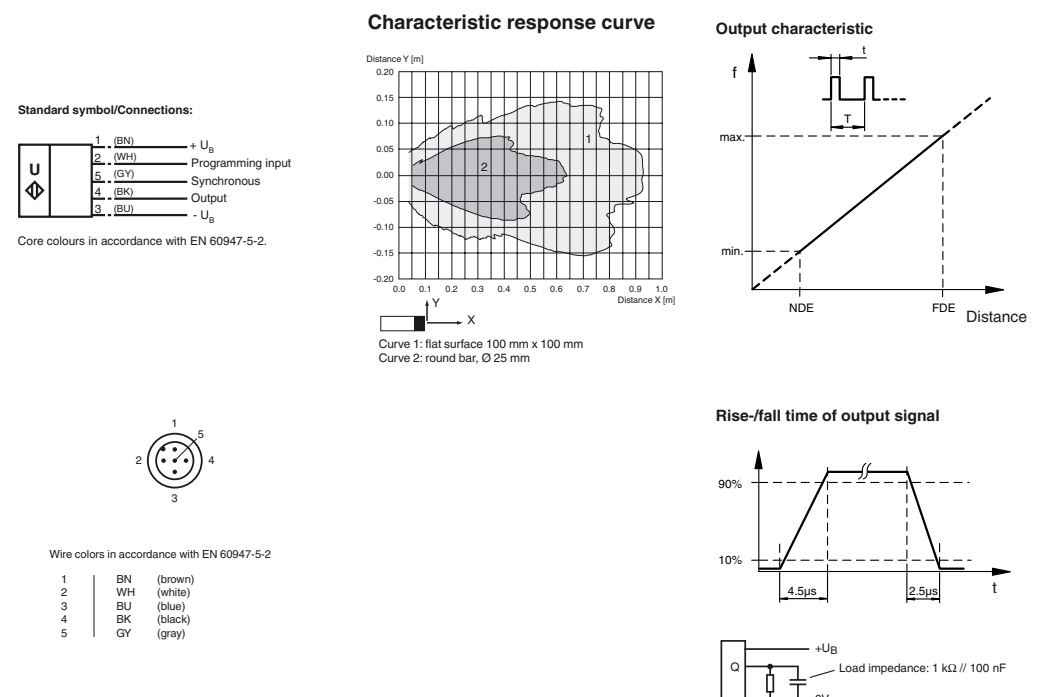 Characteristic response curve
Output characteristic
Distance Y [m]
0.20
0.15
0.10
0.05
0.00
-0.05
-0.10
-0.15
-0.20
0.0 0.1 0.2 0.3 0.4 0.5 0.6 0.7 0.8 0.9 1.0
Distance X [m]
1
2
Y
X
Curve 1: flat surface 100 mm x 100 mm
Curve 2: round bar, Ø 25 mm
Standard symbol/Connections:
U
1 (BN) + UB
2 (WH) Programming input
5 (GY) Synchronous
4 (BK) Output
3 (BU) - UB
Core colours in accordance with EN 60947-5-2.
f
t
T
max.
min.
NDE
FDE
Distance
1
5
2
4
3
Wire colors in accordance with EN 60947-5-2
1 BN (brown)
2 WH (white)
3 BU (blue)
4 BK (black)
5 GY (gray)
Rise-/fall time of output signal
90%
10%
4.5µs
2.5µs
t
+UB
Q
Load impedance: 1 kΩ // 100 nF